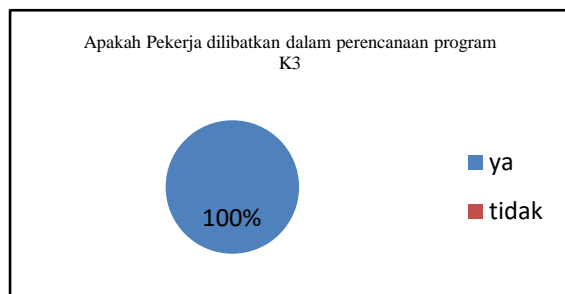 Apakah Pekerja dilibatkan dalam perencanaan program
K3
100%
ya
tidak